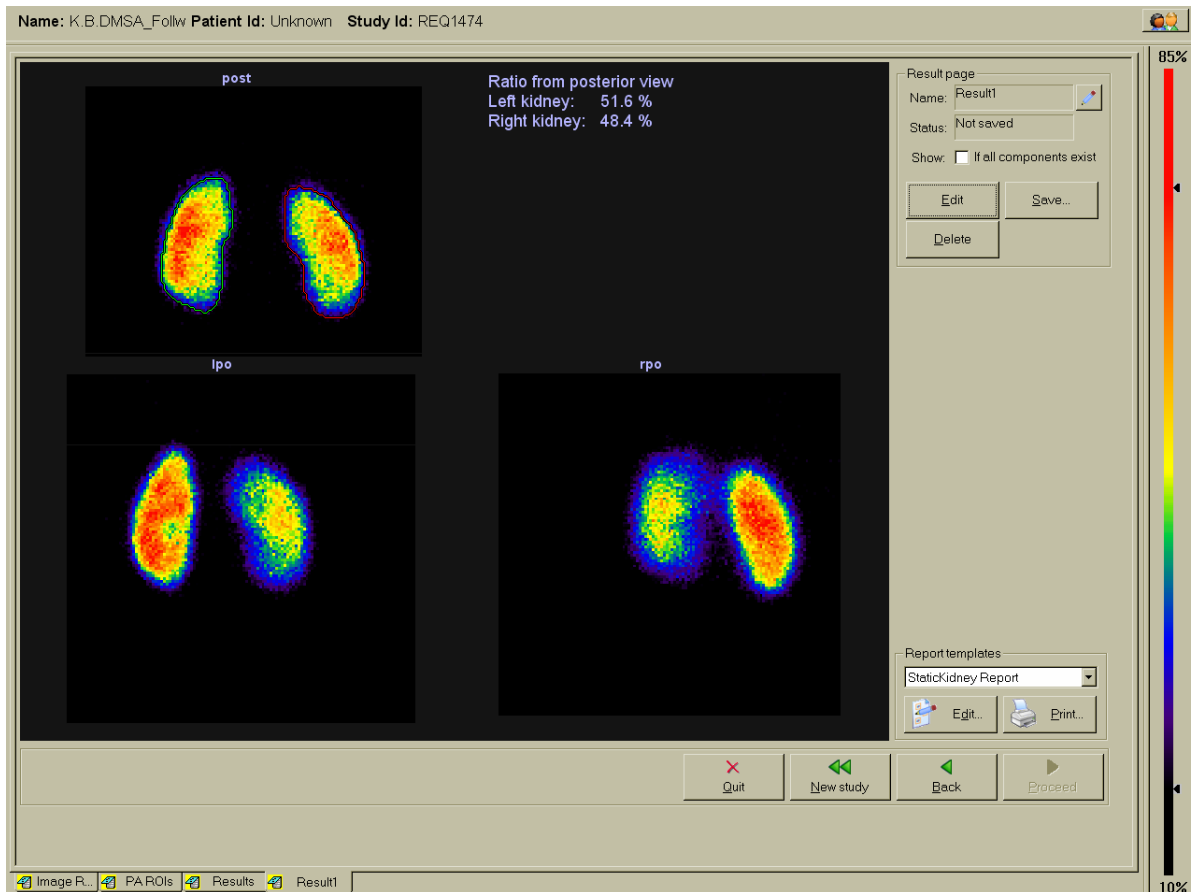 Name: K.B.DMSA_Follw Patient Id: Unknown Study Id: REQ1474
85%
post
Ratio from posterior view
Left kidney: 51.6 %
Right kidney: 48.4 %
Result page
Name: Result1
Status: Not saved
Show: If all components exist
Edit Save...
Delete
lpo rpo
Report templates
StaticKidney Report
Edit... Print...
Quit New study Back Proceed
Image R... PA ROIs Results Result1
10%